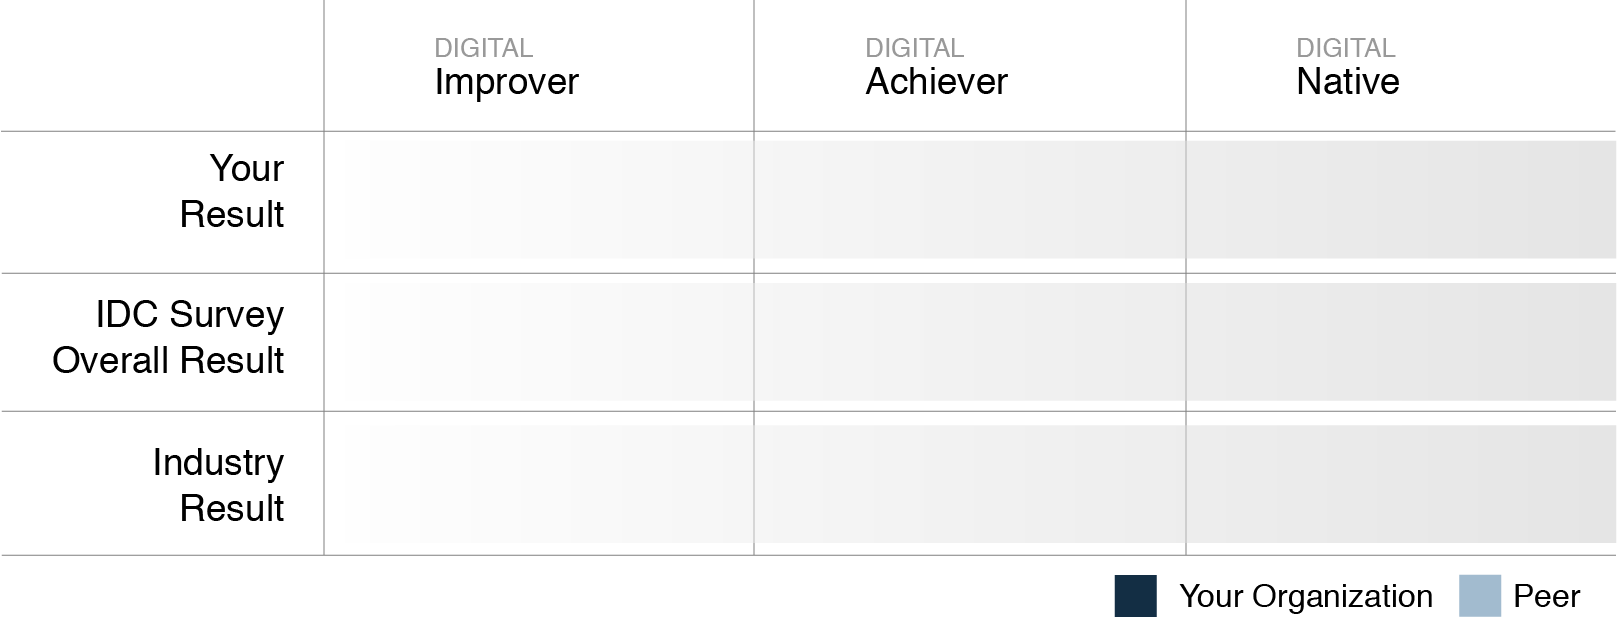 DIGITAL
Improver
DIGITAL
Achiever
DIGITAL
Native
Your
Result
IDC Survey
Overall Result
Industry
Result
Your Organization
Peer